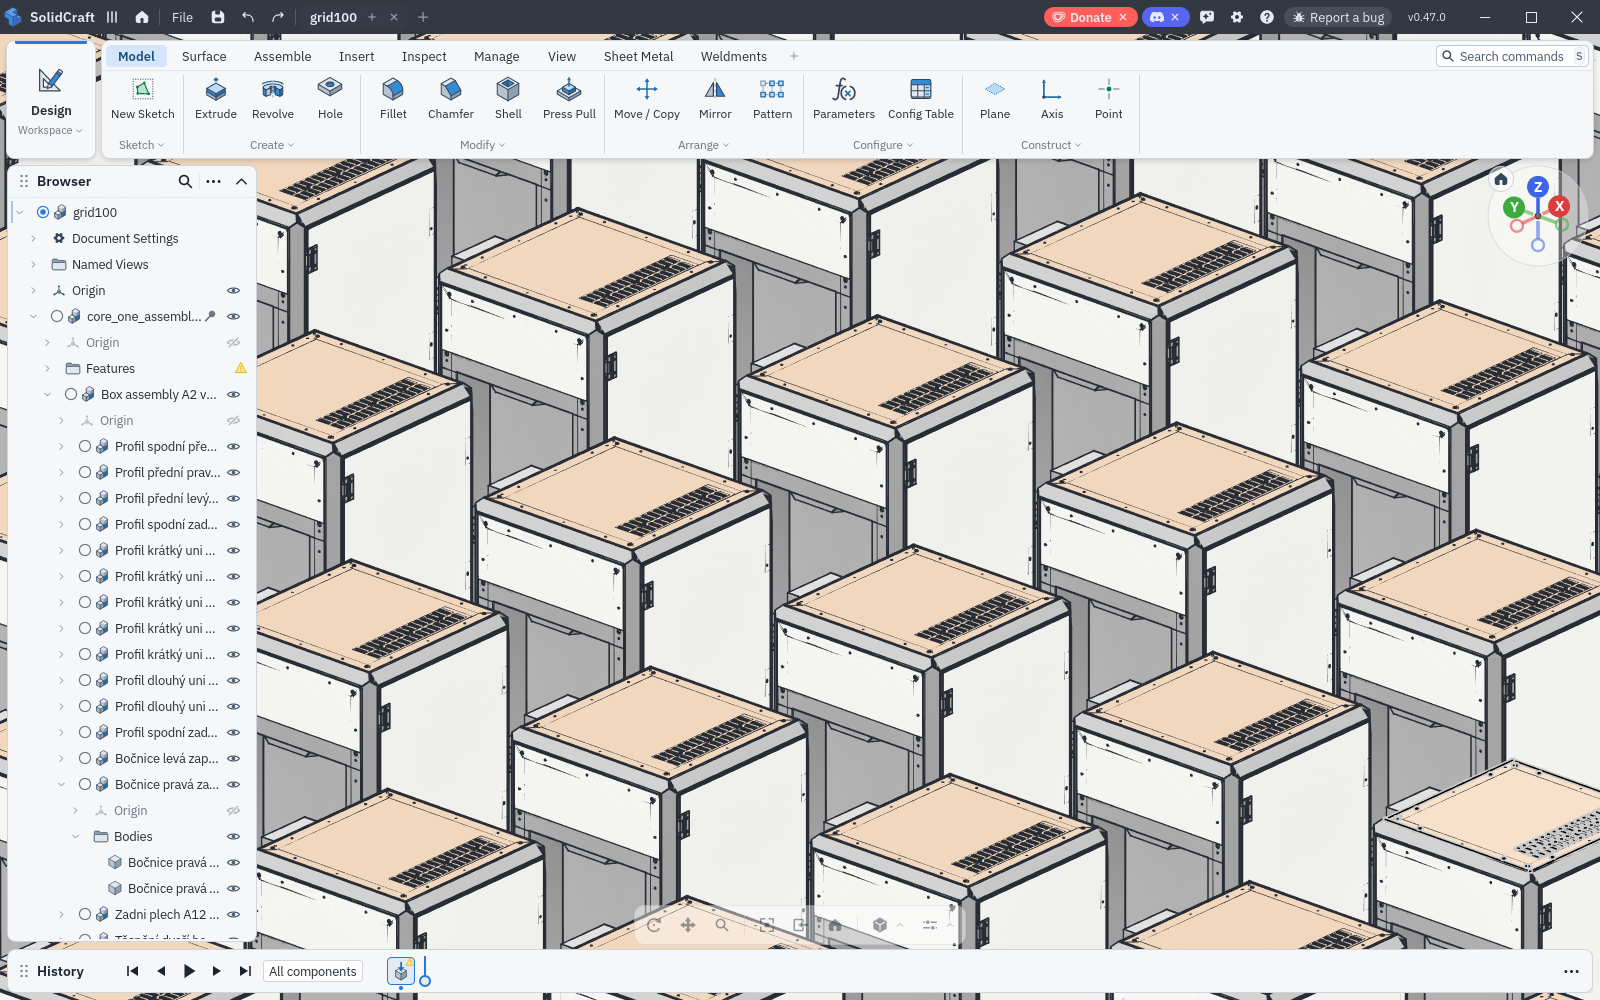 SolidCraft
File
grid100
Donate
Report a bug
v0.47.0
Design
Workspace
Model
Surface
Assemble
Insert
Inspect
Manage
View
Sheet Metal
Weldments
Search commands
S
New Sketch
Extrude
Revolve
Hole
Fillet
Chamfer
Shell
Press Pull
Move / Copy
Mirror
Pattern
Parameters
Config Table
Plane
Axis
Point
Sketch
Create
Modify
Arrange
Configure
Construct
Browser
grid100
Document Settings
Named Views
Origin
core_one_assembl...
Origin
Features
Box assembly A2 v...
Origin
Profil spodní pře...
Profil přední prav...
Profil přední levý...
Profil spodní zad...
Profil krátký uni ...
Profil krátký uni ...
Profil krátký uni ...
Profil krátký uni ...
Profil krátký uni ...
Profil dlouhý uni ...
Profil dlouhý uni ...
Profil spodní zad...
Bočnice levá zap...
Bočnice pravá za...
Origin
Bodies
Bočnice pravá ...
Bočnice pravá ...
Zadni plech A12 ...
Z
Y
X
History
All components